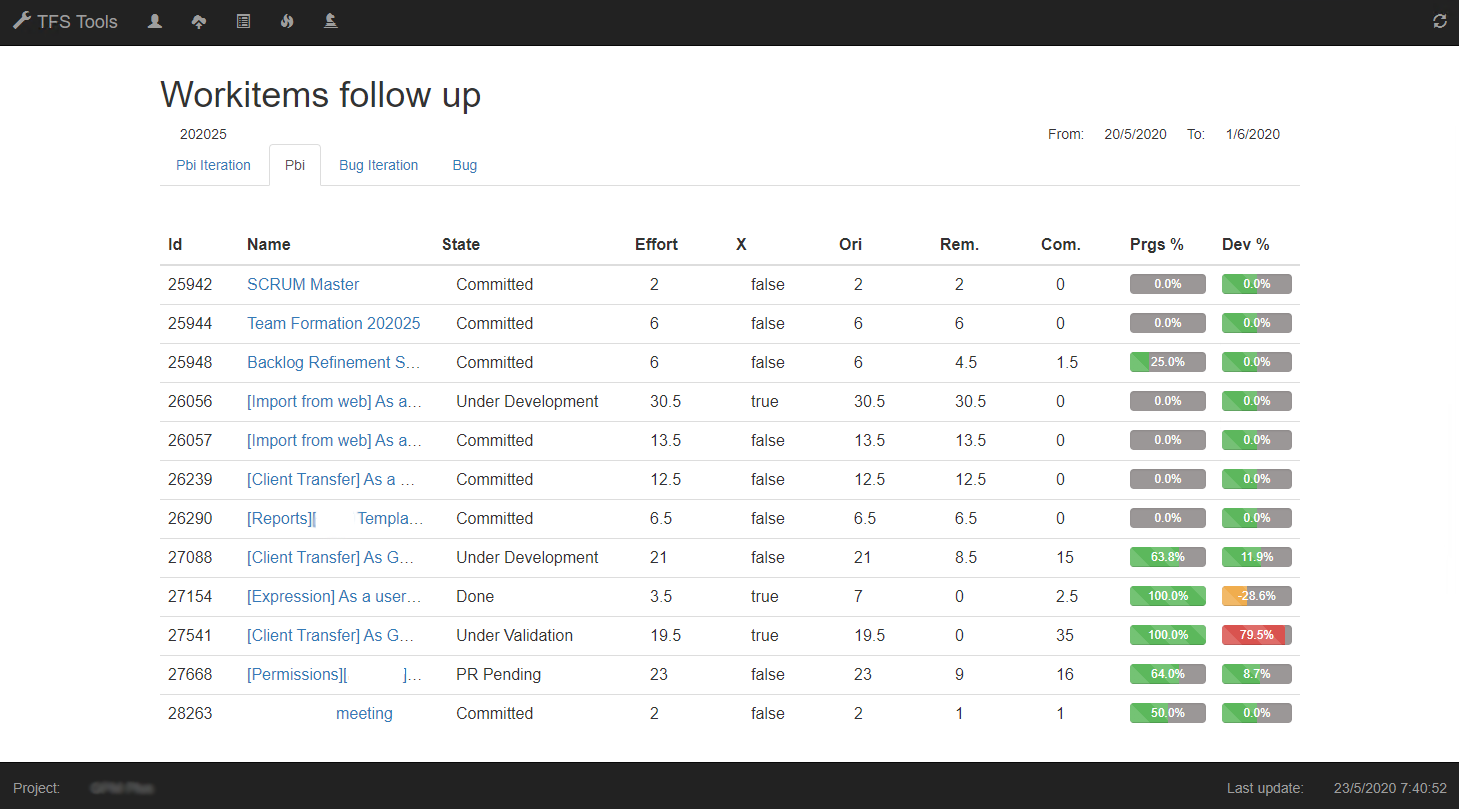 TFS Tools
Workitems follow up
202025 From: 20/5/2020 To: 1/6/2020
Pbi Iteration Pbi Bug Iteration Bug
Id Name State Effort X Ori Rem. Com. Prgs % Dev %
25942 SCRUM Master Committed 2 false 2 2 0 0.0% 0.0%
25944 Team Formation 202025 Committed 6 false 6 6 0 0.0% 0.0%
25948 Backlog Refinement S... Committed 6 false 6 4.5 1.5 25.0% 0.0%
26056 [Import from web] As a... Under Development 30.5 true 30.5 30.5 0 0.0% 0.0%
26057 [Import from web] As a... Committed 13.5 false 13.5 13.5 0 0.0% 0.0%
26239 [Client Transfer] As a ... Committed 12.5 false 12.5 12.5 0 0.0% 0.0%
26290 [Reports][ Templa... Committed 6.5 false 6.5 6.5 0 0.0% 0.0%
27088 [Client Transfer] As G... Under Development 21 false 21 8.5 15 63.8% 11.9%
27154 [Expression] As a user... Done 3.5 true 7 0 2.5 100.0% -28.6%
27541 [Client Transfer] As G... Under Validation 19.5 true 19.5 0 35 100.0% 79.5%
27668 [Permissions][ ]... PR Pending 23 false 23 9 16 64.0% 8.7%
28263 meeting Committed 2 false 2 1 1 50.0% 0.0%
Project: Last update: 23/5/2020 7:40:52